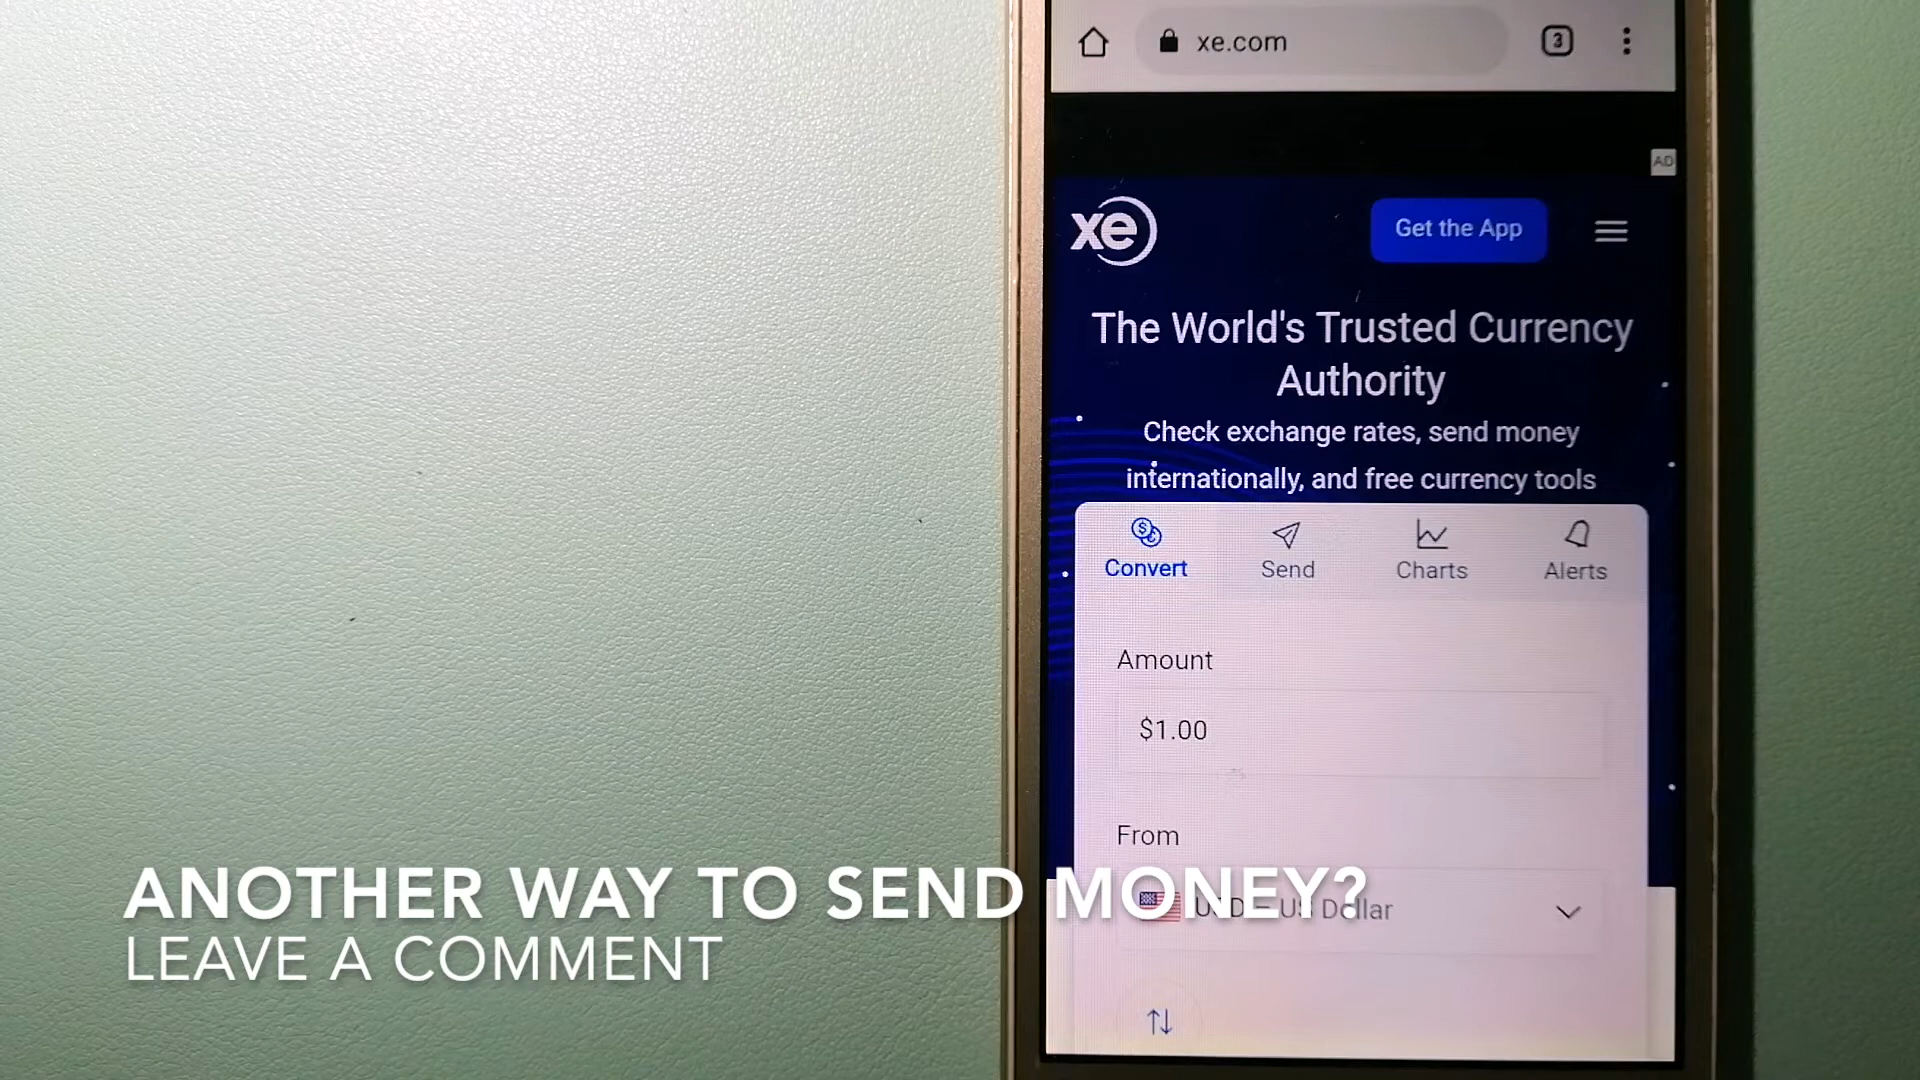 xe.com
3
AD
xe
Get the App
The World's Trusted Currency
Authority
Check exchange rates, send money
internationally, and free currency tools
Convert
Send
Charts
Alerts
Amount
$1.00
From
USD – US Dollar
ANOTHER WAY TO SEND MONEY?
LEAVE A COMMENT